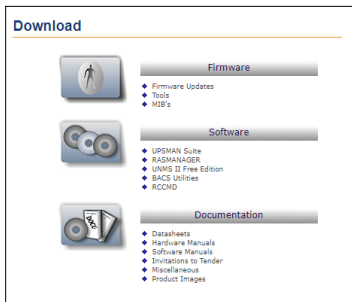 Download
Firmware
Firmware Updates
Tools
MIB's
Software
UPSMAN Suite
RASMANAGER
UNMS II Free Edition
BACS Utilities
RCCMD
Documentation
Datasheets
Hardware Manuals
Software Manuals
Invitations to Tender
Miscellaneous
Product Images